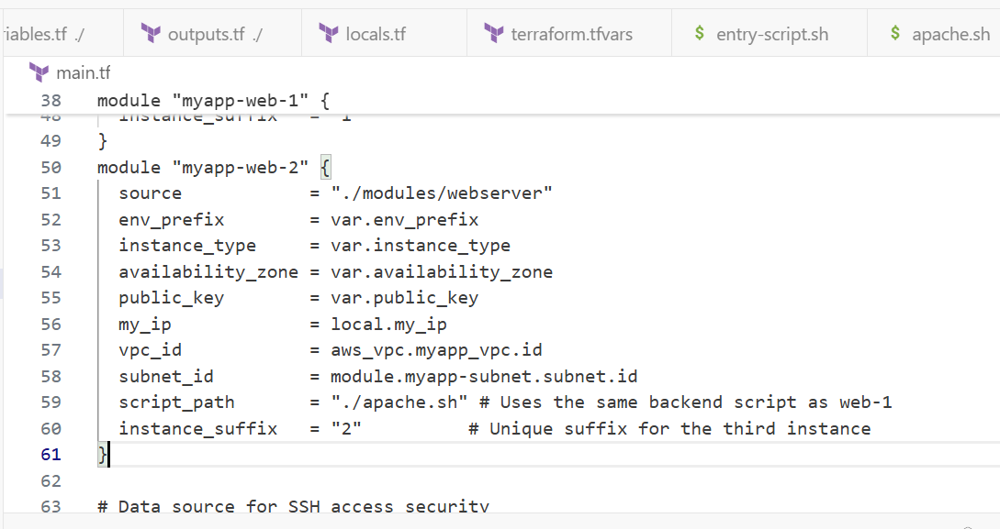 riables.tf ./ outputs.tf ./ locals.tf terraform.tfvars $ entry-script.sh $ apache.sh
main.tf
38 module "myapp-web-1" {
48 instance_suffix = "1"
49 }
50 module "myapp-web-2" {
51 source = "./modules/webserver"
52 env_prefix = var.env_prefix
53 instance_type = var.instance_type
54 availability_zone = var.availability_zone
55 public_key = var.public_key
56 my_ip = local.my_ip
57 vpc_id = aws_vpc.myapp_vpc.id
58 subnet_id = module.myapp-subnet.subnet.id
59 script_path = "./apache.sh" # Uses the same backend script as web-1
60 instance_suffix = "2" # Unique suffix for the third instance
61 }
62
63 # Data source for SSH access security